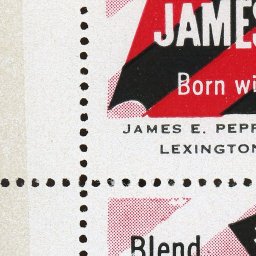 JAMES
Born wi
JAMES E. PEPP
LEXINGTON
Blend